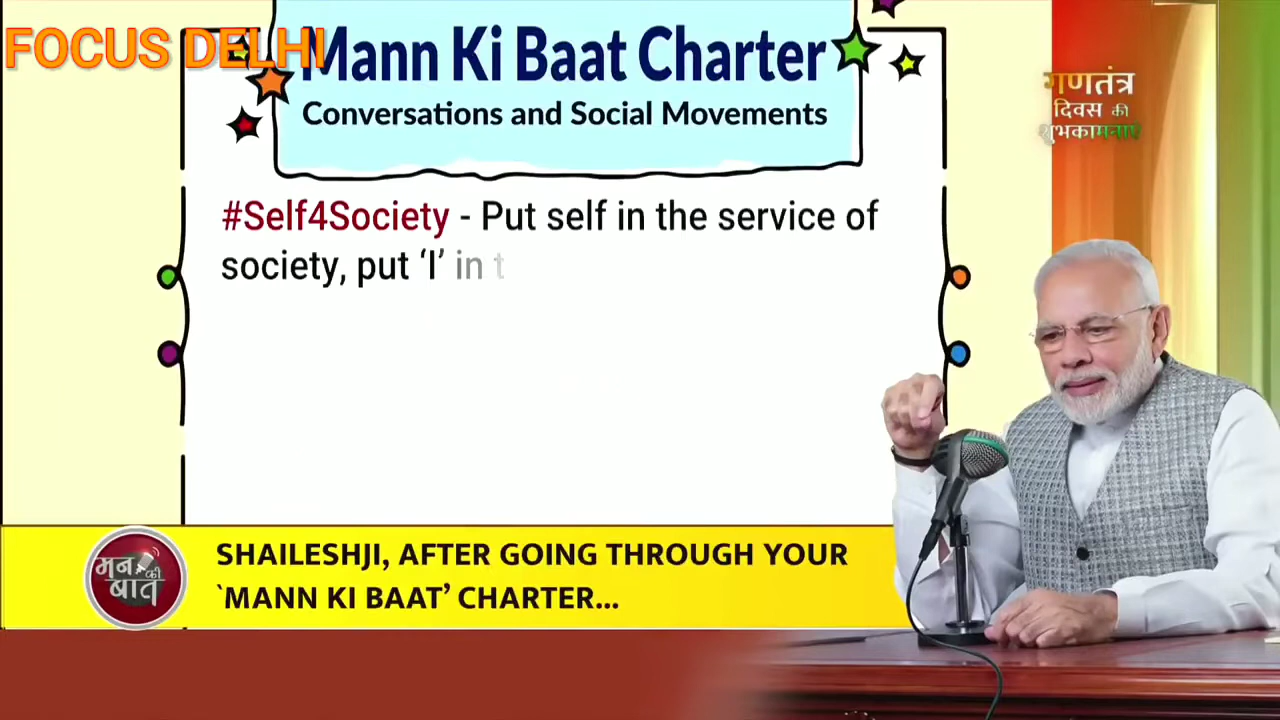 FOCUS DELHI
Mann Ki Baat Charter
Conversations and Social Movements
गणतंत्र
दिवस की
शुभकामनाएं
#Self4Society - Put self in the service of
society, put ‘I’ in t
मन
की
बात
SHAILESHJI, AFTER GOING THROUGH YOUR
`MANN KI BAAT’ CHARTER...